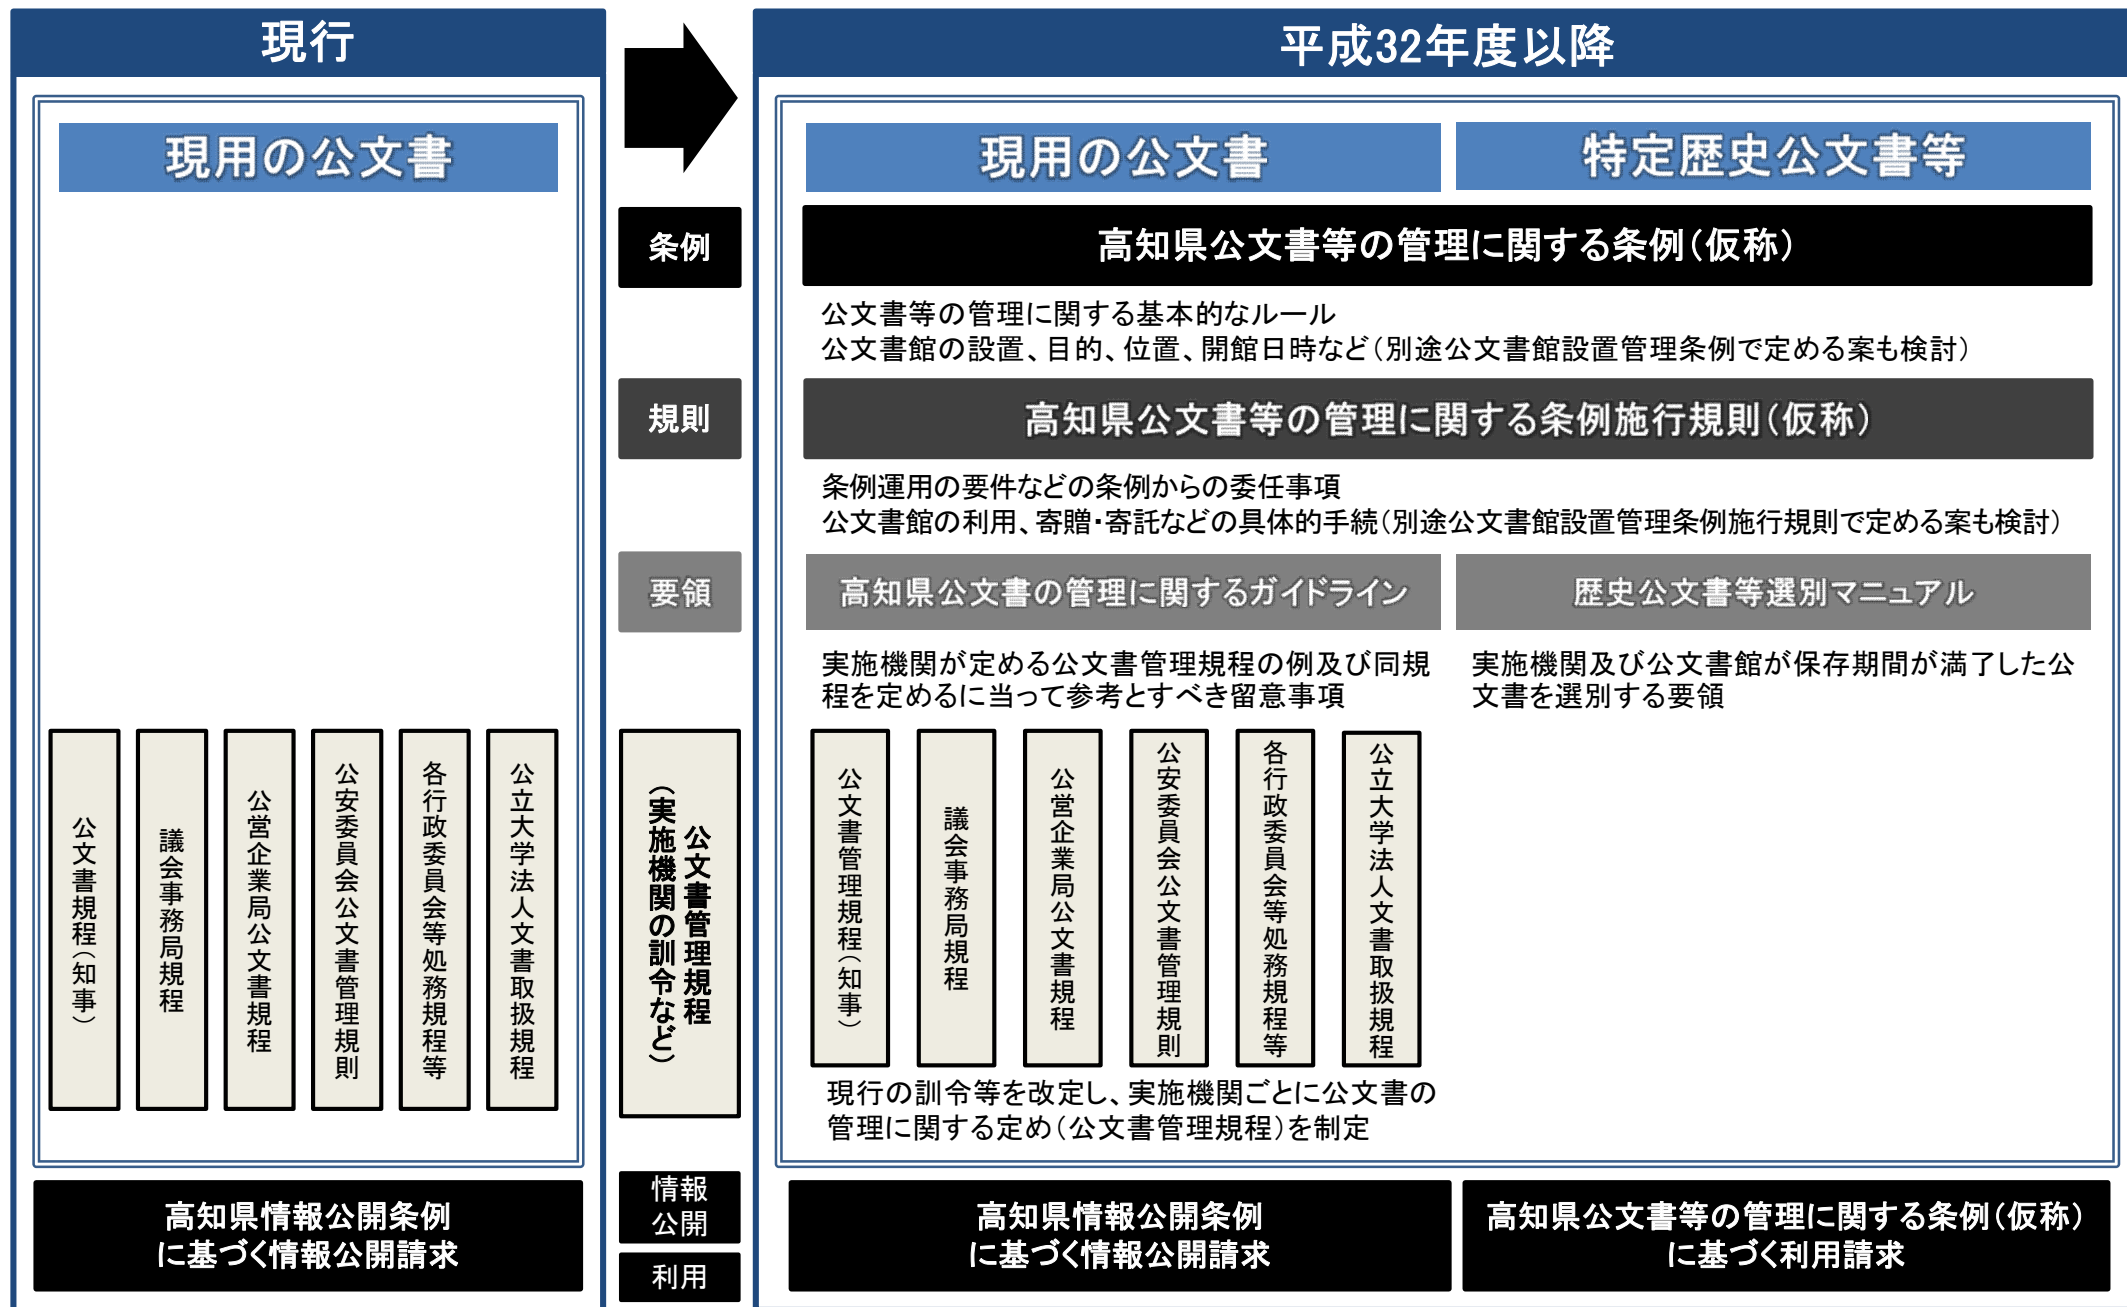 現行
現用の公文書
公文書規程（知事）
議会事務局規程
公営企業局公文書規程
公安委員会公文書管理規則
各行政委員会等処務規程等
公立大学法人文書取扱規程
高知県情報公開条例
に基づく情報公開請求
条例
規則
要領
公文書管理規程
（実施機関の訓令など）
情報
公開
利用
平成32年度以降
現用の公文書
特定歴史公文書等
高知県公文書等の管理に関する条例（仮称）
公文書等の管理に関する基本的なルール
公文書館の設置、目的、位置、開館日時など（別途公文書館設置管理条例で定める案も検討）
高知県公文書等の管理に関する条例施行規則（仮称）
条例運用の要件などの条例からの委任事項
公文書館の利用、寄贈・寄託などの具体的手続（別途公文書館設置管理条例施行規則で定める案も検討）
高知県公文書の管理に関するガイドライン
実施機関が定める公文書管理規程の例及び同規
程を定めるに当って参考とすべき留意事項
歴史公文書等選別マニュアル
実施機関及び公文書館が保存期間が満了した公
文書を選別する要領
公文書管理規程（知事）
議会事務局規程
公営企業局公文書規程
公安委員会公文書管理規則
各行政委員会等処務規程等
公立大学法人文書取扱規程
現行の訓令等を改定し、実施機関ごとに公文書の
管理に関する定め（公文書管理規程）を制定
高知県情報公開条例
に基づく情報公開請求
高知県公文書等の管理に関する条例（仮称）
に基づく利用請求